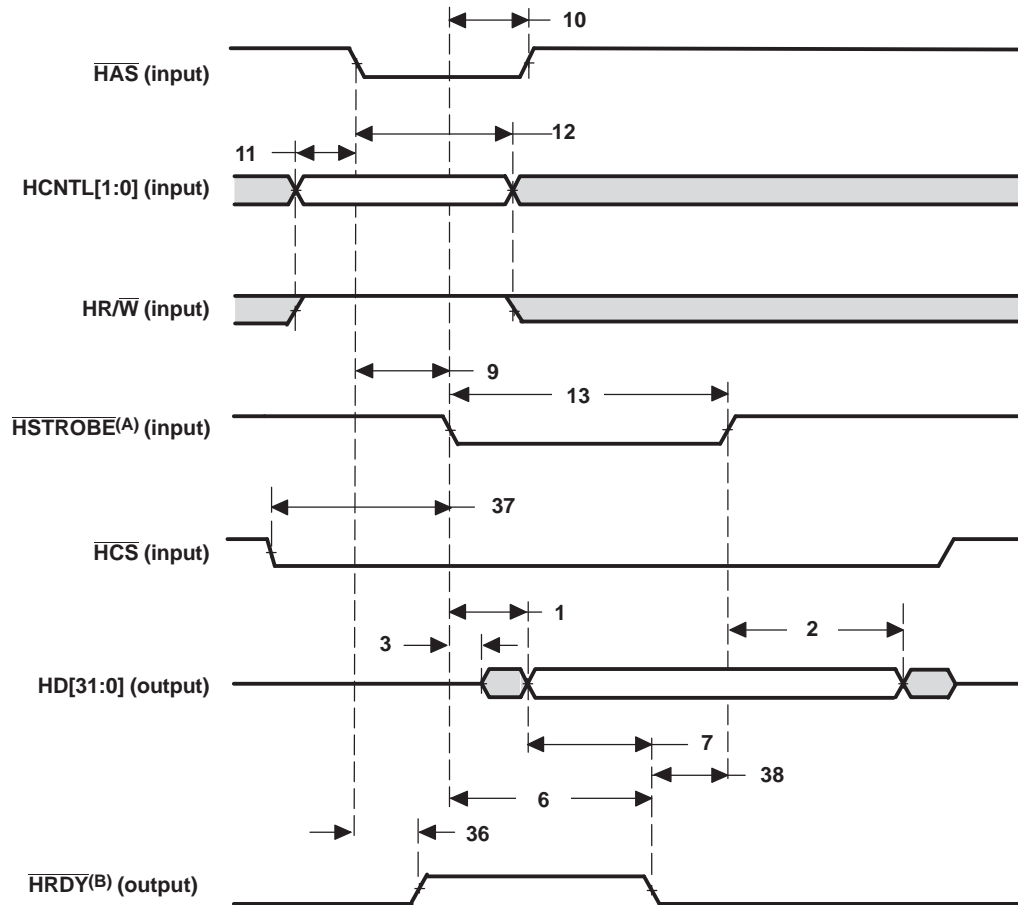 10
HAS (input)
12
11
HCNTL[1:0] (input)
HR/W (input)
9
13
HSTROBE(A) (input)
37
HCS (input)
1
2
3
HD[31:0] (output)
7
38
6
36
HRDY(B) (output)